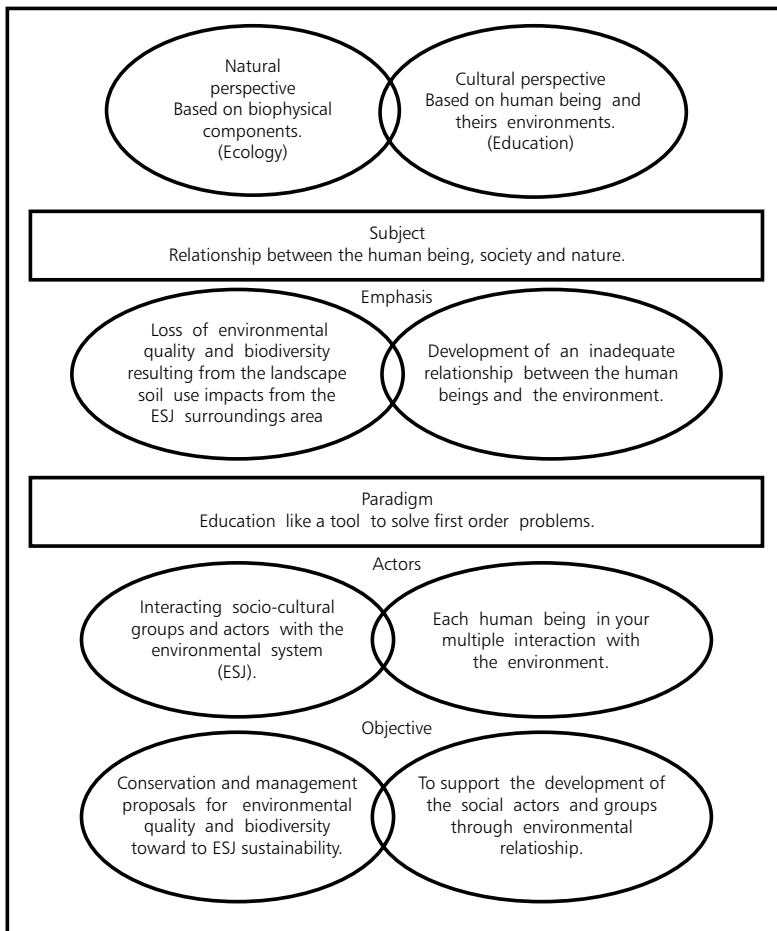 Natural
perspective
Based on biophysical
components.
(Ecology)
Cultural perspective
Based on human being and
theirs environments.
(Education)
Subject
Relationship between the human being, society and nature.
Emphasis
Loss of environmental
quality and biodiversity
resulting from the landscape
soil use impacts from the
ESJ surroundings area
Development of an inadequate
relationship between the human
beings and the environment.
Paradigm
Education like a tool to solve first order problems.
Actors
Interacting socio-cultural
groups and actors with the
environmental system
(ESJ).
Each human being in your
multiple interaction with
the environment.
Objective
Conservation and management
proposals for environmental
quality and biodiversity
toward to ESJ sustainability.
To support the development of
the social actors and groups
through environmental
relatioship.